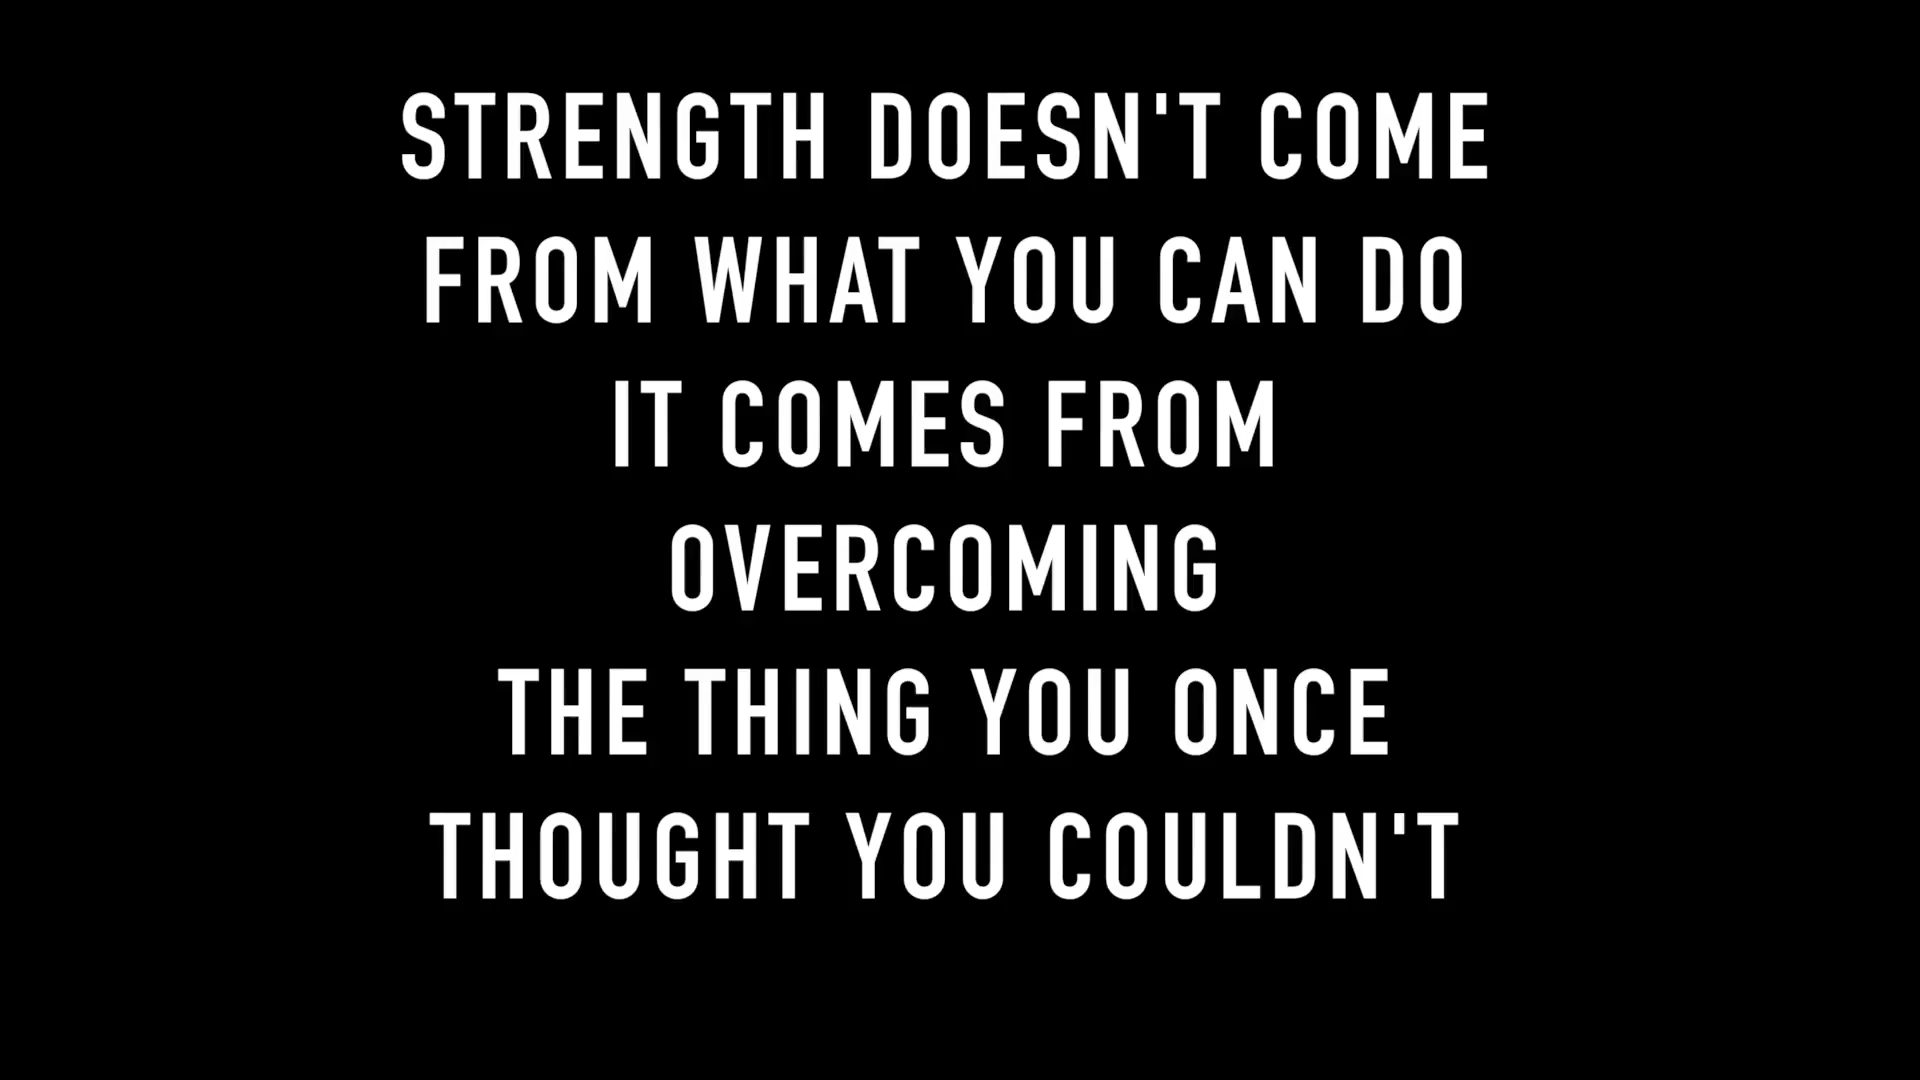 STRENGTH DOESN'T COME
FROM WHAT YOU CAN DO
IT COMES FROM
OVERCOMING
THE THING YOU ONCE
THOUGHT YOU COULDN'T